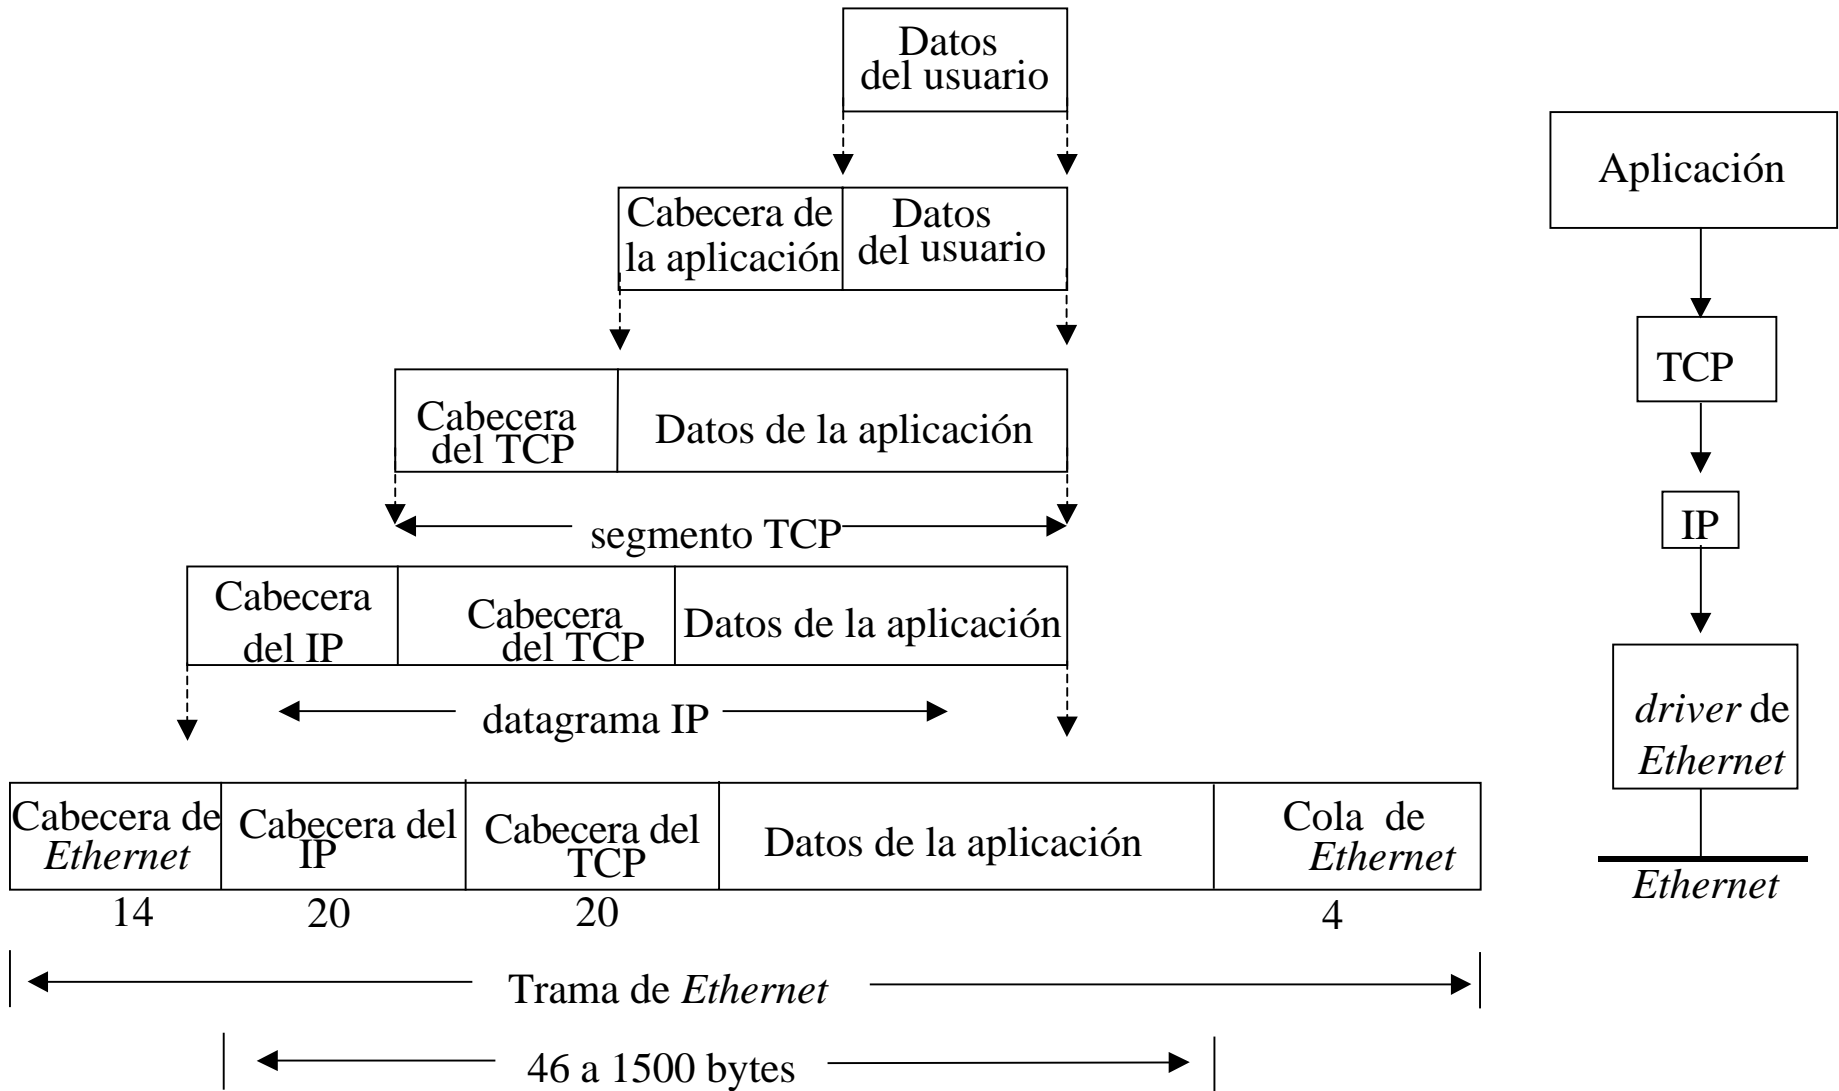 Datos
del usuario
Cabecera de
la aplicación
Datos
del usuario
Cabecera
del TCP
Datos de la aplicación
segmento TCP
Cabecera
del IP
Cabecera
del TCP
Datos de la aplicación
datagrama IP
Cabecera de
Ethernet
Cabecera del
IP
Cabecera del
TCP
Datos de la aplicación
Cola de
Ethernet
14
20
20
4
Trama de Ethernet
46 a 1500 bytes
Aplicación
TCP
IP
driver de
Ethernet
Ethernet